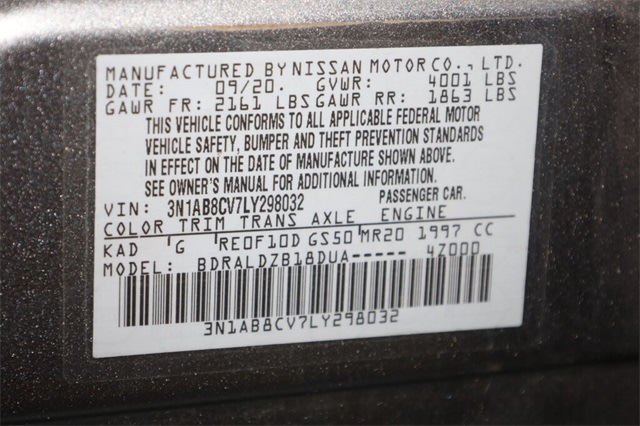 MANUFACTURED BY NISSAN MOTOR CO., LTD.
DATE: 09/20. GVWR: 4001 LBS
GAWR FR: 2161 LBS GAWR RR: 1863 LBS
THIS VEHICLE CONFORMS TO ALL APPLICABLE FEDERAL MOTOR
VEHICLE SAFETY, BUMPER AND THEFT PREVENTION STANDARDS
IN EFFECT ON THE DATE OF MANUFACTURE SHOWN ABOVE.
SEE OWNER'S MANUAL FOR ADDITIONAL INFORMATION.
VIN: 3N1AB8CV7LY298032 PASSENGER CAR.
COLOR TRIM TRANS AXLE ENGINE
KAD G RE0F10D GS50 MR20 1997 CC
MODEL: BDRALDZB18DUA----- 4Z000
3N1AB8CV7LY298032